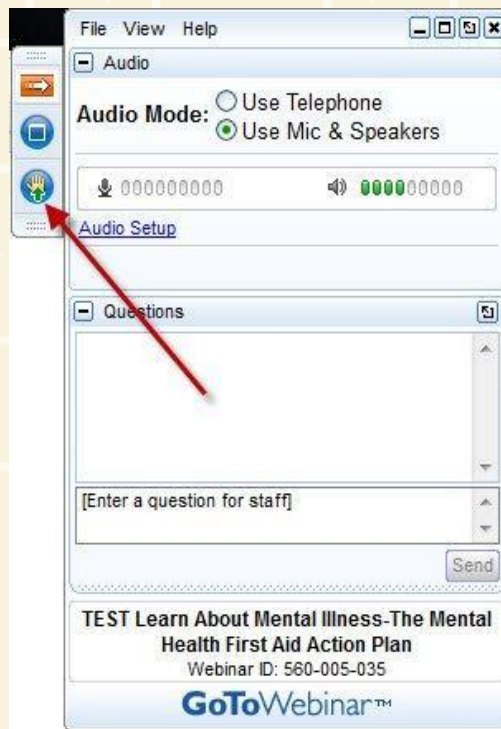 File View Help
Audio
Audio Mode: Use Telephone
Use Mic & Speakers
Audio Setup
Questions
[Enter a question for staff]
Send
TEST Learn About Mental Illness-The Mental
Health First Aid Action Plan
Webinar ID: 560-005-035
GoToWebinar™